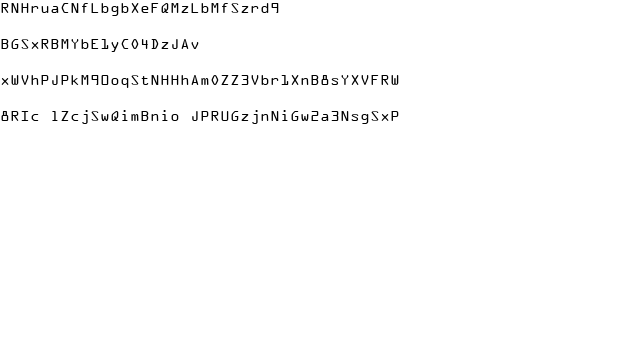 RNHruaCNfLbgbXeFQMzLbMfSzrd9
BGSxRBMYbE1yC04DzJAv
xWVhPJPkM9OoqStNHHhAm0ZZ3Vbr1XnB8sYXVFRW
8RIc lZcjSwQimBnio JPRUGzjnNiGw2a3NsgSxP